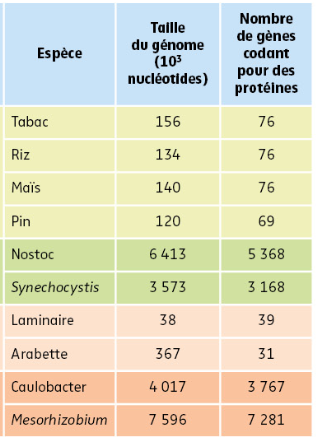 Espèce
Taille
du génome
(10³
nucléotides)
Nombre
de gènes
codant
pour des
protéines
Tabac 156 76
Riz 134 76
Maïs 140 76
Pin 120 69
Nostoc 6 413 5 368
Synechocystis 3 573 3 168
Laminaire 38 39
Arabette 367 31
Caulobacter 4 017 3 767
Mesorhizobium 7 596 7 281